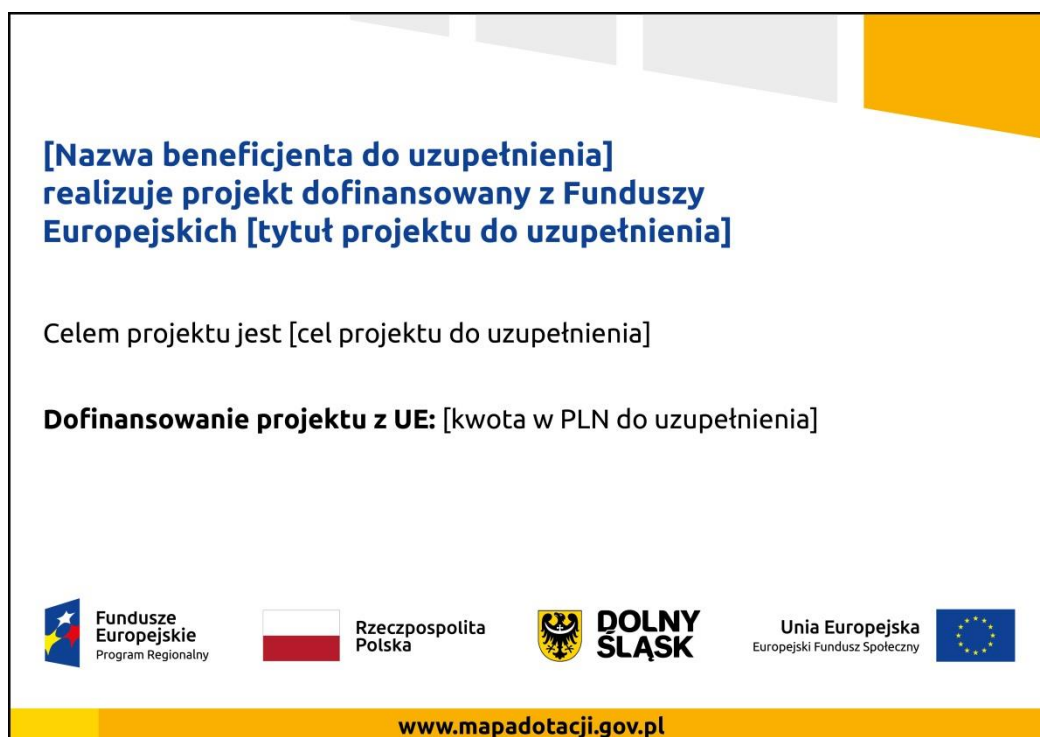 [Nazwa beneficjenta do uzupełnienia]
realizuje projekt dofinansowany z Funduszy
Europejskich [tytuł projektu do uzupełnienia]
Celem projektu jest [cel projektu do uzupełnienia]
Dofinansowanie projektu z UE: [kwota w PLN do uzupełnienia]
Fundusze
Europejskie
Program Regionalny
Rzeczpospolita
Polska
DOLNY
ŚLĄSK
Unia Europejska
Europejski Fundusz Społeczny
www.mapadotacji.gov.pl